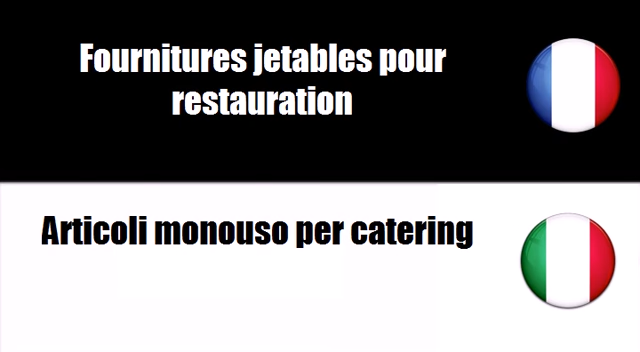 Fournitures jetables pour
restauration
Articoli monouso per catering